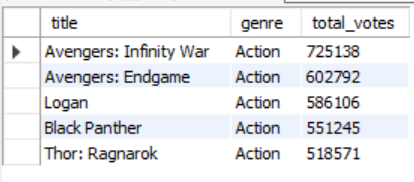 title genre total_votes
Avengers: Infinity War Action 725138
Avengers: Endgame Action 602792
Logan Action 586106
Black Panther Action 551245
Thor: Ragnarok Action 518571